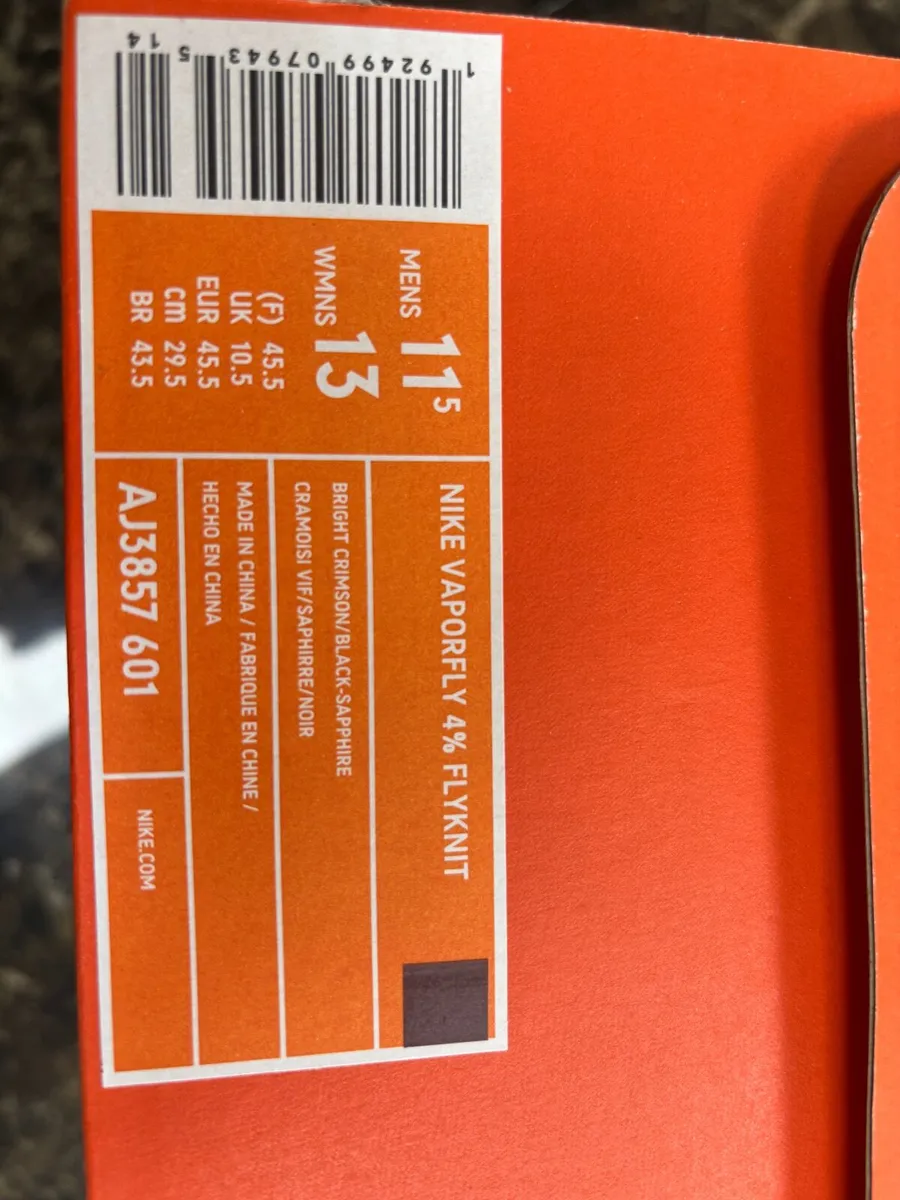 NIKE VAPORFLY 4% FLYKNIT
BRIGHT CRIMSON/BLACK-SAPPHIRE
CRAMOISI VIF/SAPHIRRE/NOIR
MADE IN CHINA / FABRIQUE EN CHINE /
HECHO EN CHINA
AJ3857 601
NIKE.COM
MENS 11 5
WMNS 13
(F) 45.5
UK 10.5
EUR 45.5
cm 29.5
BR 43.5
1 92499 07943 5 14